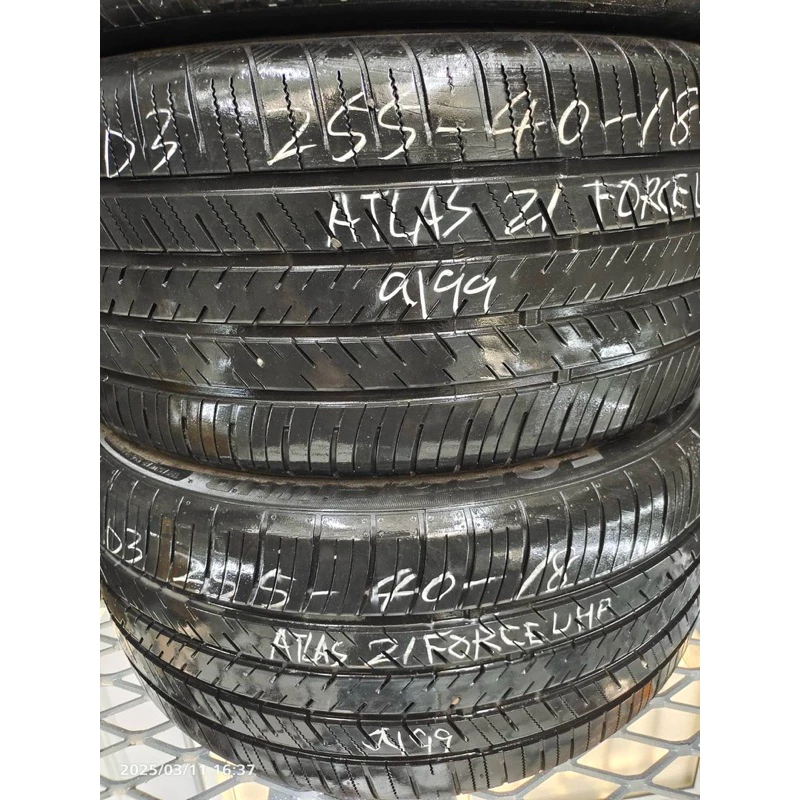 D3 255-40-18
ATLAS 21 FORCE U
9199
D3 255-40-18
ATLAS 21 FORCE UHP
9199
2025/03/11 16:37